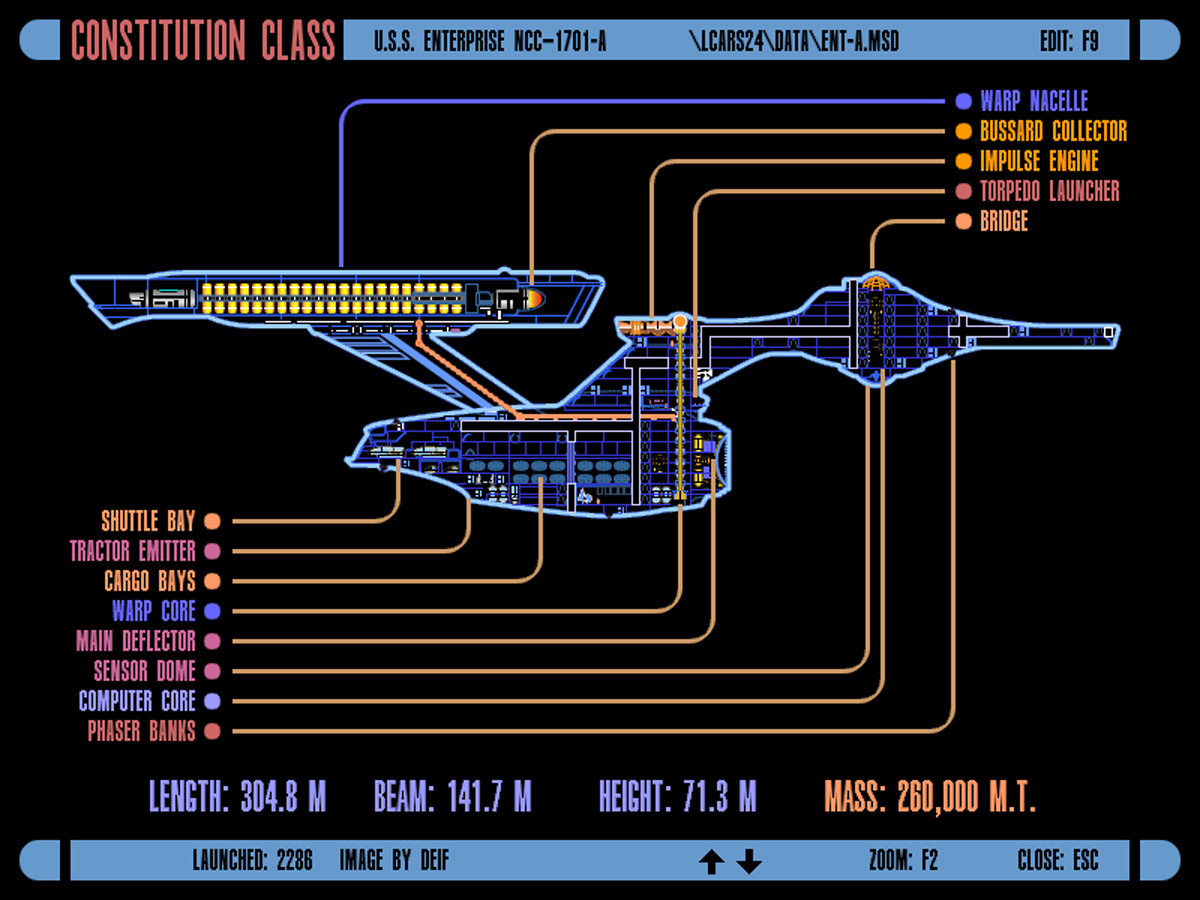 CONSTITUTION CLASS U.S.S. ENTERPRISE NCC-1701-A \LCARS24\DATA\ENT-A.MSD EDIT: F9
WARP NACELLE
BUSSARD COLLECTOR
IMPULSE ENGINE
TORPEDO LAUNCHER
BRIDGE
SHUTTLE BAY
TRACTOR EMITTER
CARGO BAYS
WARP CORE
MAIN DEFLECTOR
SENSOR DOME
COMPUTER CORE
PHASER BANKS
LENGTH: 304.8 M BEAM: 141.7 M HEIGHT: 71.3 M MASS: 260,000 M.T.
LAUNCHED: 2286 IMAGE BY DEIF ZOOM: F2 CLOSE: ESC